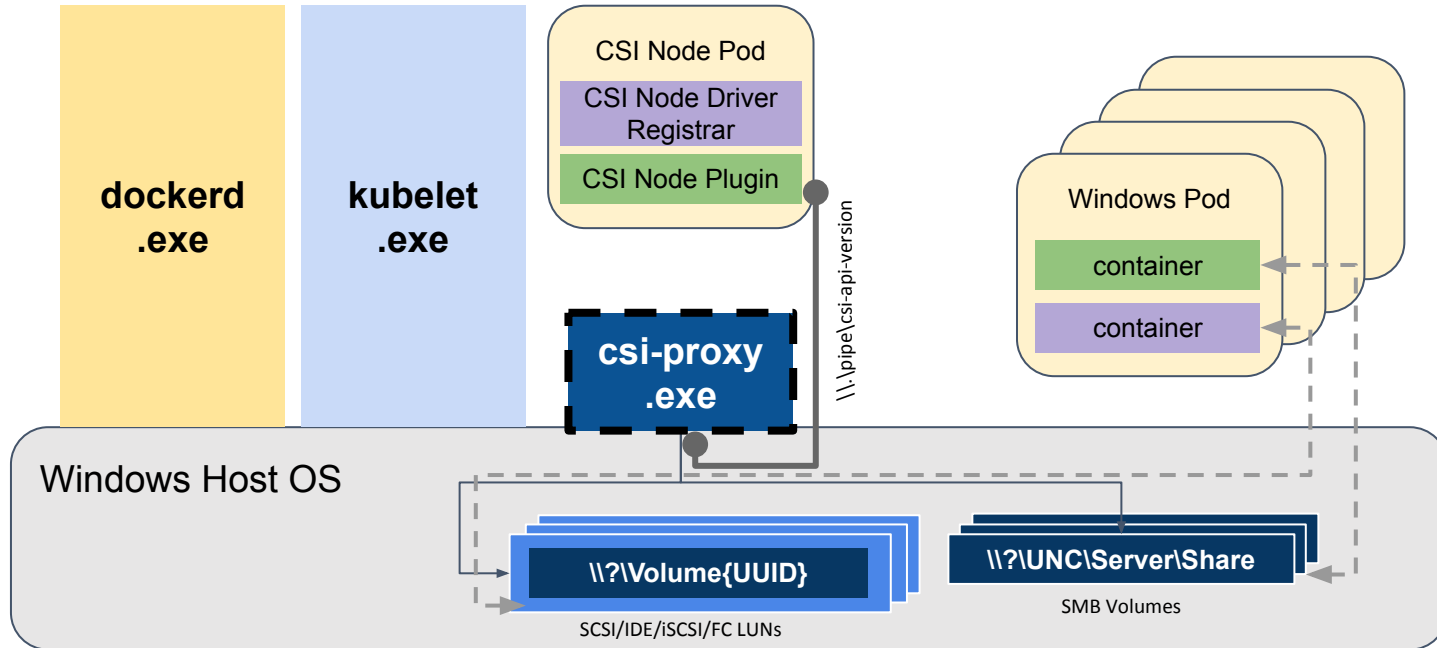 dockerd
.exe
kubelet
.exe
CSI Node Pod
CSI Node Driver
Registrar
CSI Node Plugin
\\.\pipe\csi-api-version
Windows Pod
container
container
csi-proxy
.exe
Windows Host OS
\\?\Volume{UUID}
SCSI/IDE/iSCSI/FC LUNs
\\?\UNC\Server\Share
SMB Volumes